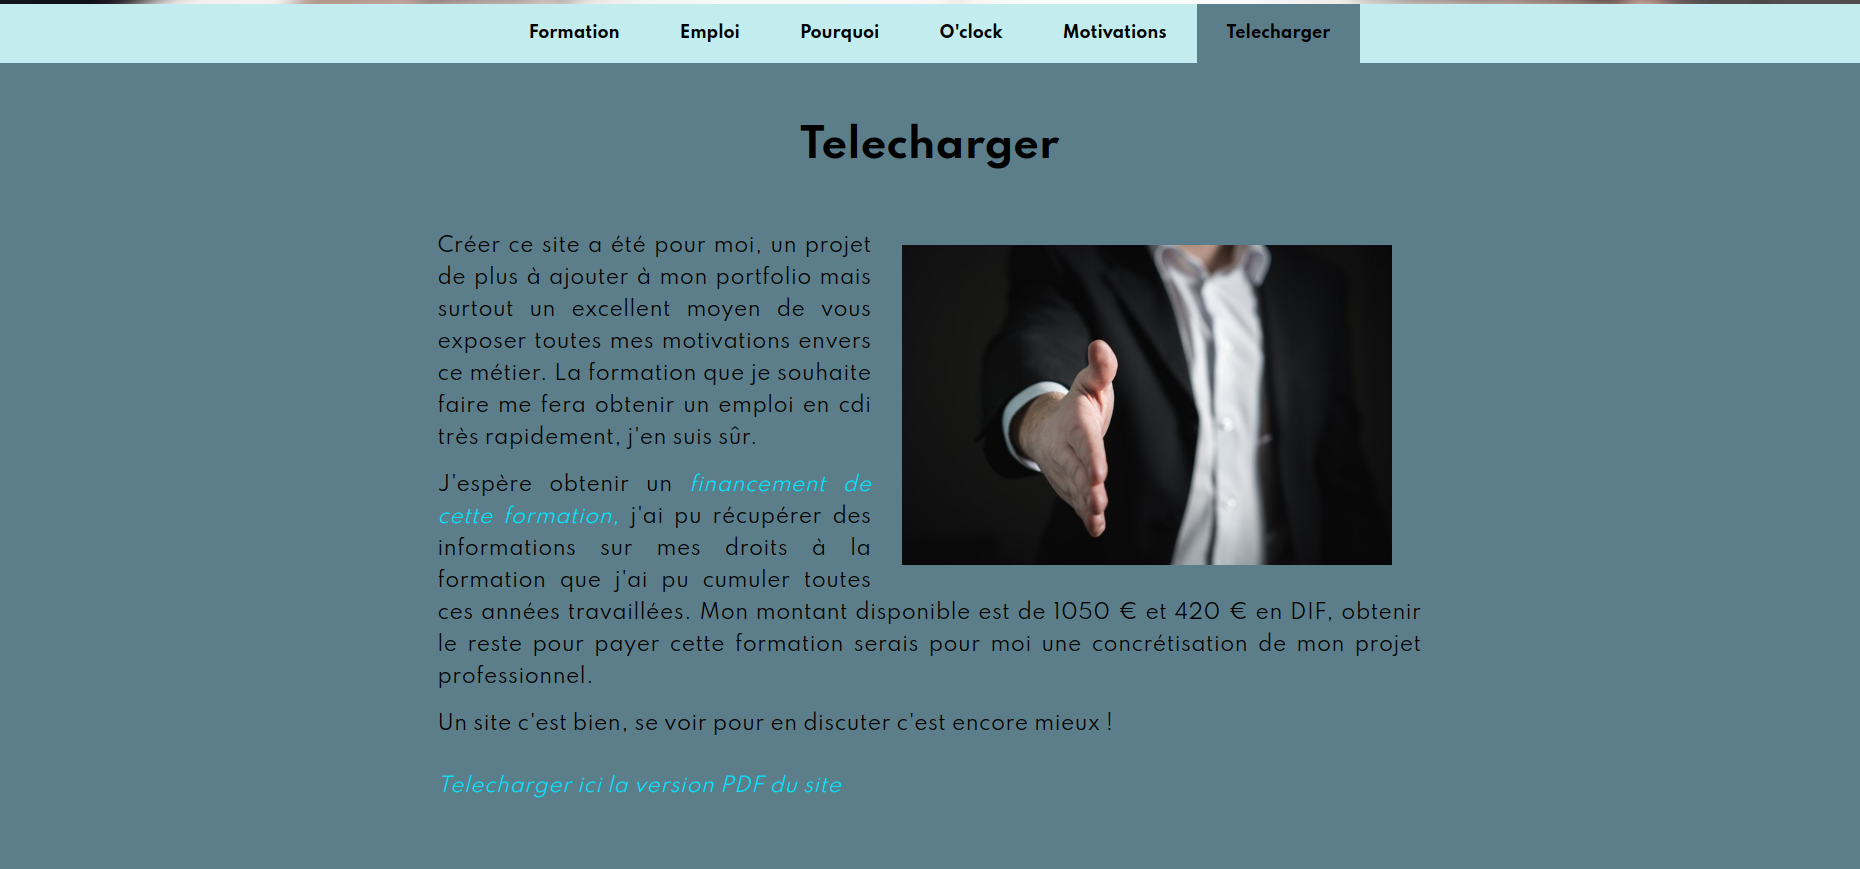 Formation Emploi Pourquoi O'clock Motivations Telecharger
Telecharger
Créer ce site a été pour moi, un projet
de plus à ajouter à mon portfolio mais
surtout un excellent moyen de vous
exposer toutes mes motivations envers
ce métier. La formation que je souhaite
faire me fera obtenir un emploi en cdi
très rapidement, j'en suis sûr.
J'espère obtenir un financement de
cette formation, j'ai pu récupérer des
informations sur mes droits à la
formation que j'ai pu cumuler toutes
ces années travaillées. Mon montant disponible est de 1050 € et 420 € en DIF, obtenir
le reste pour payer cette formation serais pour moi une concrétisation de mon projet
professionnel.
Un site c'est bien, se voir pour en discuter c'est encore mieux !
Telecharger ici la version PDF du site